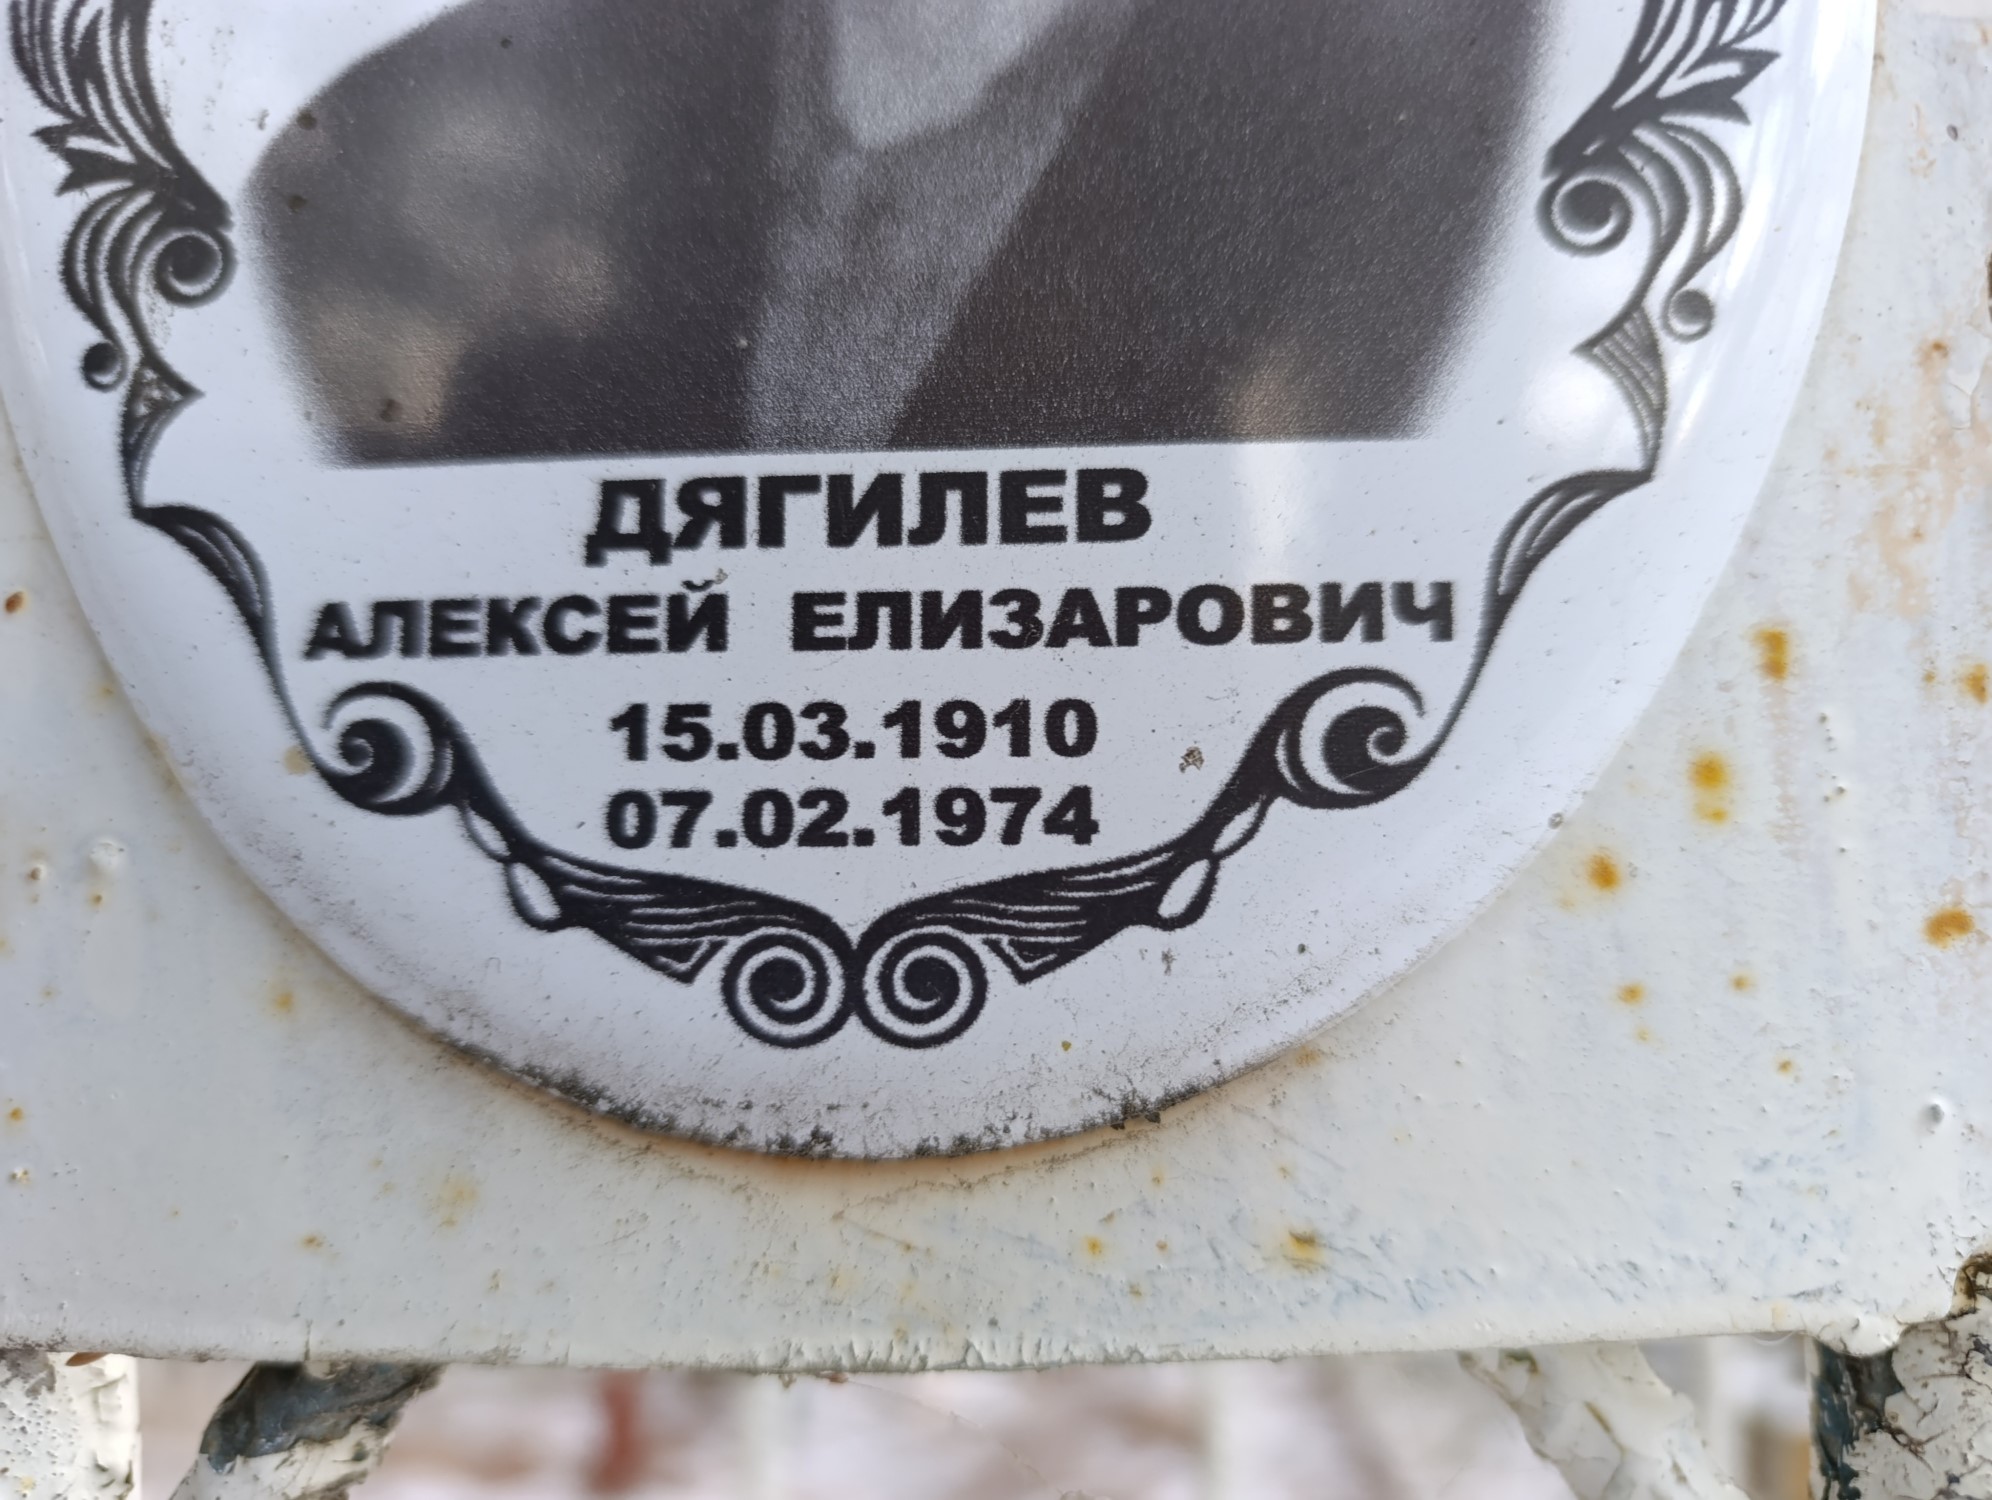 ДЯГИЛЕВ
АЛЕКСЕЙ ЕЛИЗАРОВИЧ
15.03.1910
07.02.1974